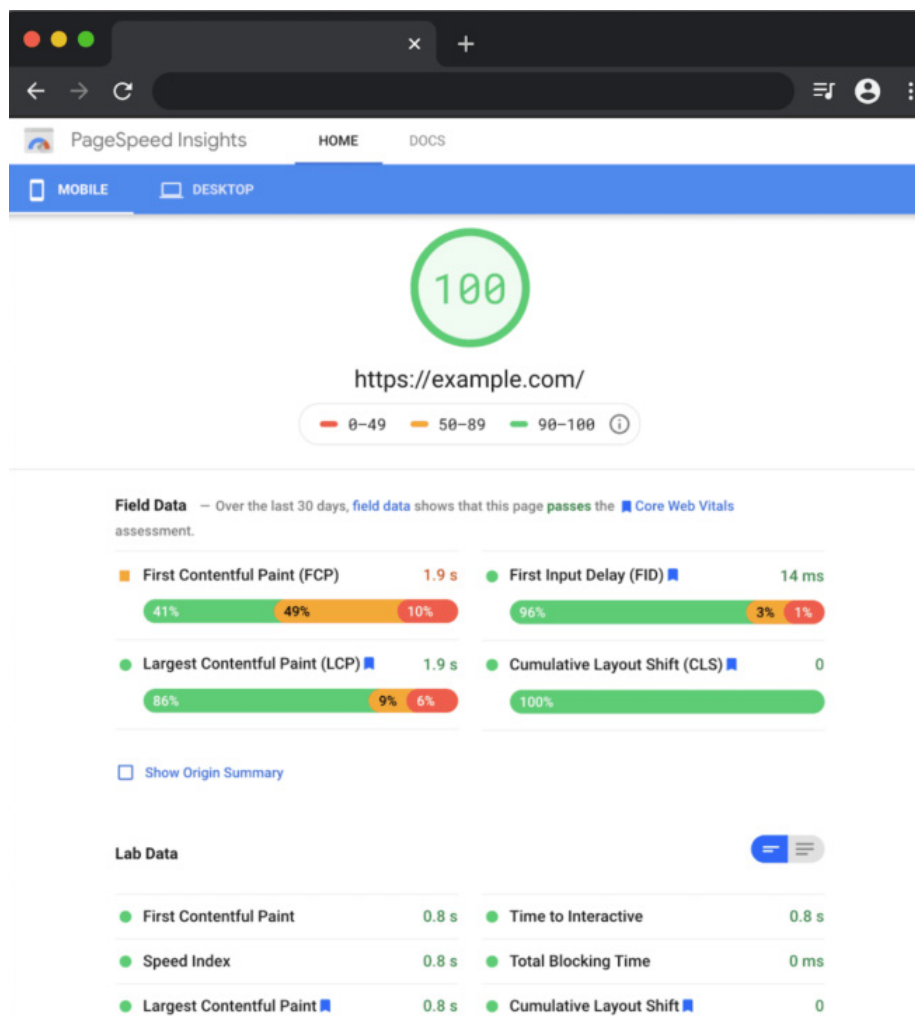 PageSpeed Insights HOME DOCS
MOBILE DESKTOP
100
https://example.com/
0–49 50–89 90–100
Field Data — Over the last 30 days, field data shows that this page passes the Core Web Vitals
assessment.
First Contentful Paint (FCP) 1.9 s
41% 49% 10%
First Input Delay (FID) 14 ms
96% 3% 1%
Largest Contentful Paint (LCP) 1.9 s
86% 9% 6%
Cumulative Layout Shift (CLS) 0
100%
Show Origin Summary
Lab Data
First Contentful Paint 0.8 s
Time to Interactive 0.8 s
Speed Index 0.8 s
Total Blocking Time 0 ms
Largest Contentful Paint 0.8 s
Cumulative Layout Shift 0